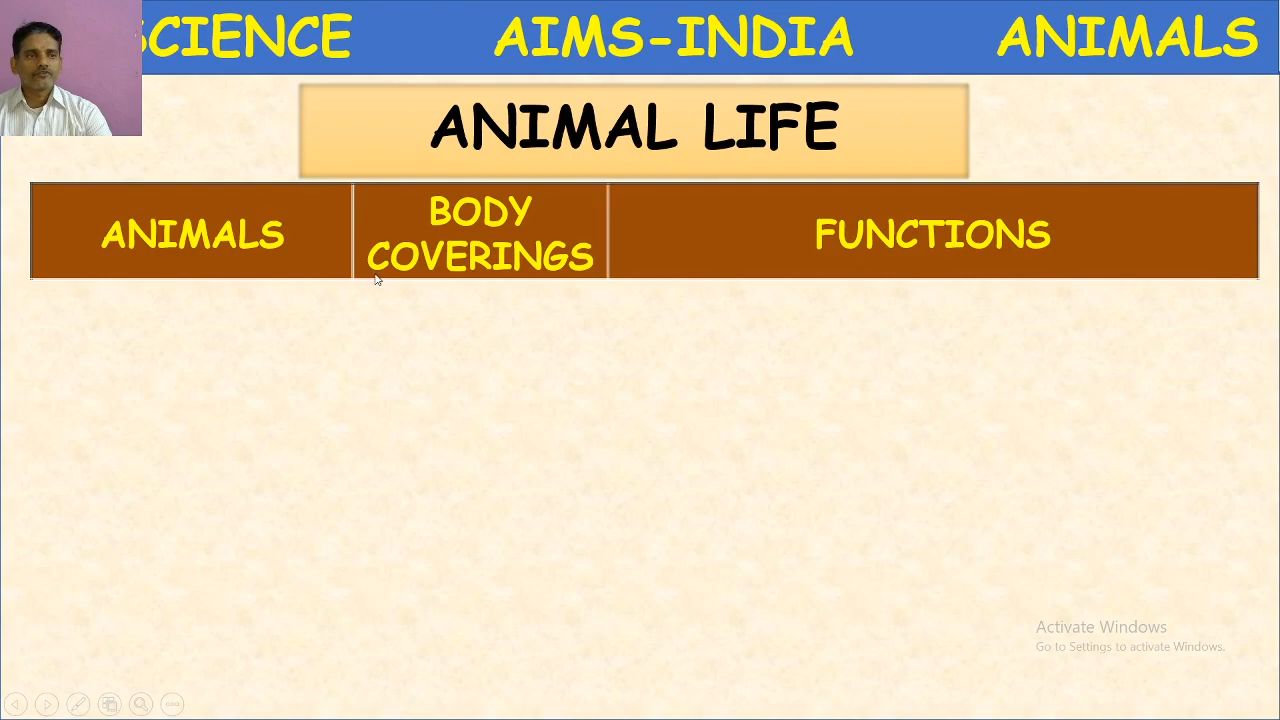 SCIENCE AIMS-INDIA ANIMALS
ANIMAL LIFE
ANIMALS
BODY
COVERINGS
FUNCTIONS
Activate Windows
Go to Settings to activate Windows.